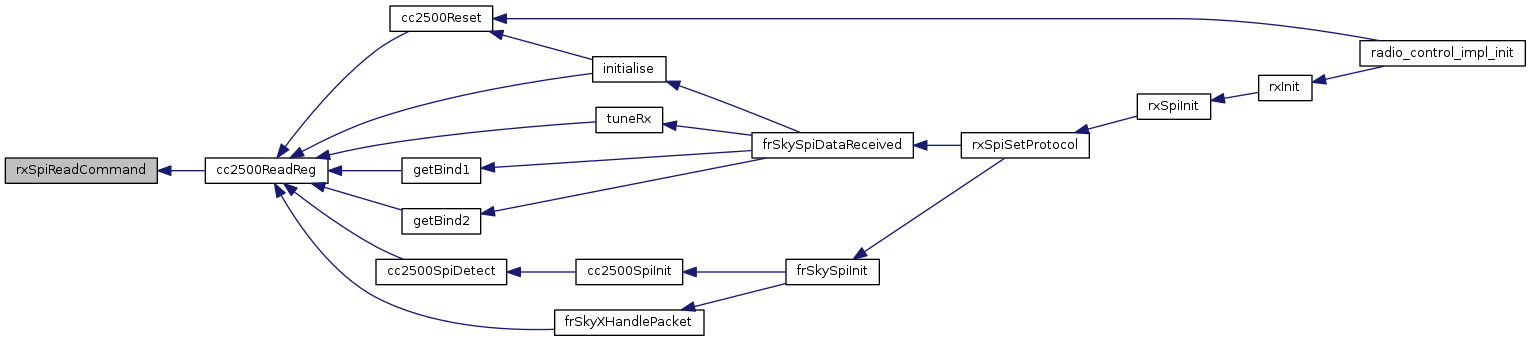 cc2500Reset
radio_control_impl_init
initialise
rxInit
rxSpiInit
tuneRx
frSkySpiDataReceived
rxSpiSetProtocol
rxSpiReadCommand
cc2500ReadReg
getBind1
getBind2
cc2500SpiDetect
cc2500SpiInit
frSkySpiInit
frSkyXHandlePacket